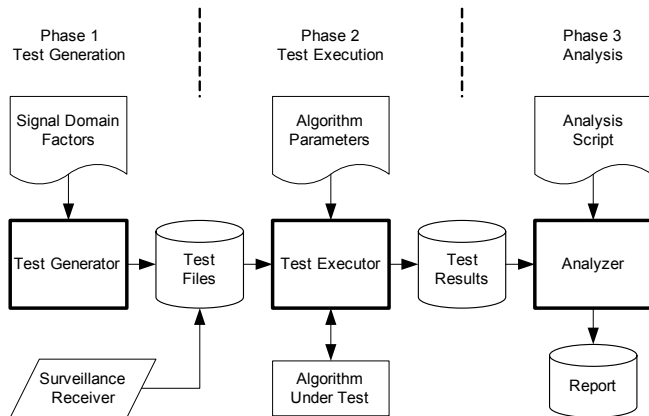 Phase 1
Test Generation
Phase 2
Test Execution
Phase 3
Analysis
Signal Domain
Factors
Algorithm
Parameters
Analysis
Script
Test Generator
Test
Files
Test Executor
Test
Results
Analyzer
Surveillance
Receiver
Algorithm
Under Test
Report